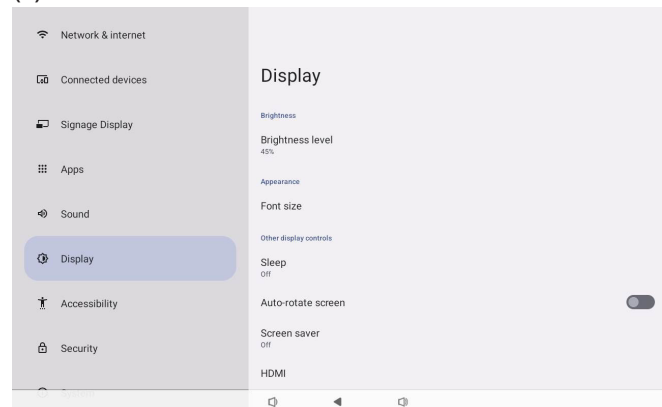 Network & internet
Connected devices
Signage Display
Apps
Sound
Display
Accessibility
Security
Display
Brightness
Brightness level
45%
Appearance
Font size
Other display controls
Sleep
Off
Auto-rotate screen
Screen saver
Off
HDMI